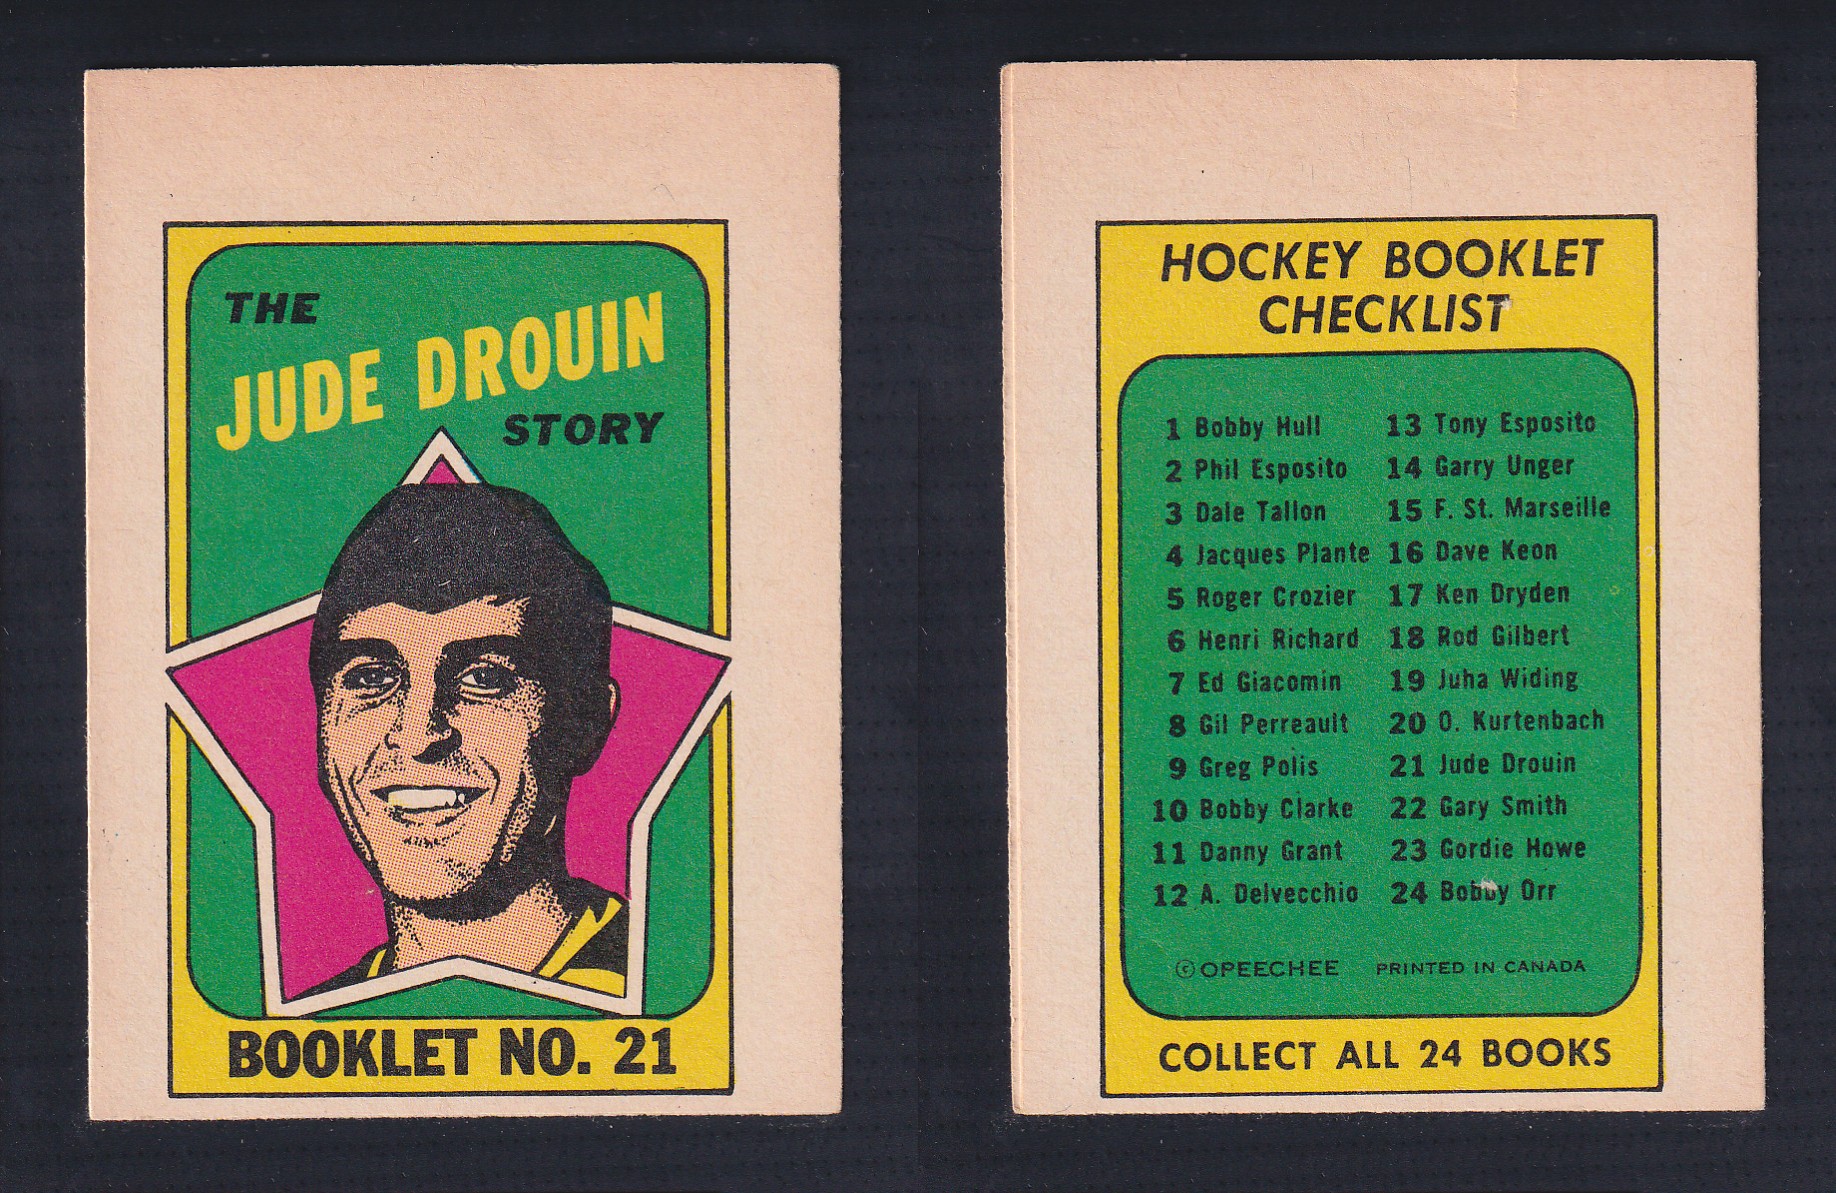 THE
JUDE DROUIN
STORY
BOOKLET NO. 21
HOCKEY BOOKLET
CHECKLIST
1 Bobby Hull
2 Phil Esposito
3 Dale Tallon
4 Jacques Plante
5 Roger Crozier
6 Henri Richard
7 Ed Giacomin
8 Gil Perreault
9 Greg Polis
10 Bobby Clarke
11 Danny Grant
12 A. Delvecchio
13 Tony Esposito
14 Garry Unger
15 F. St. Marseille
16 Dave Keon
17 Ken Dryden
18 Rod Gilbert
19 Juha Widing
20 O. Kurtenbach
21 Jude Drouin
22 Gary Smith
23 Gordie Howe
24 Bobby Orr
© OPEECHEE PRINTED IN CANADA
COLLECT ALL 24 BOOKS